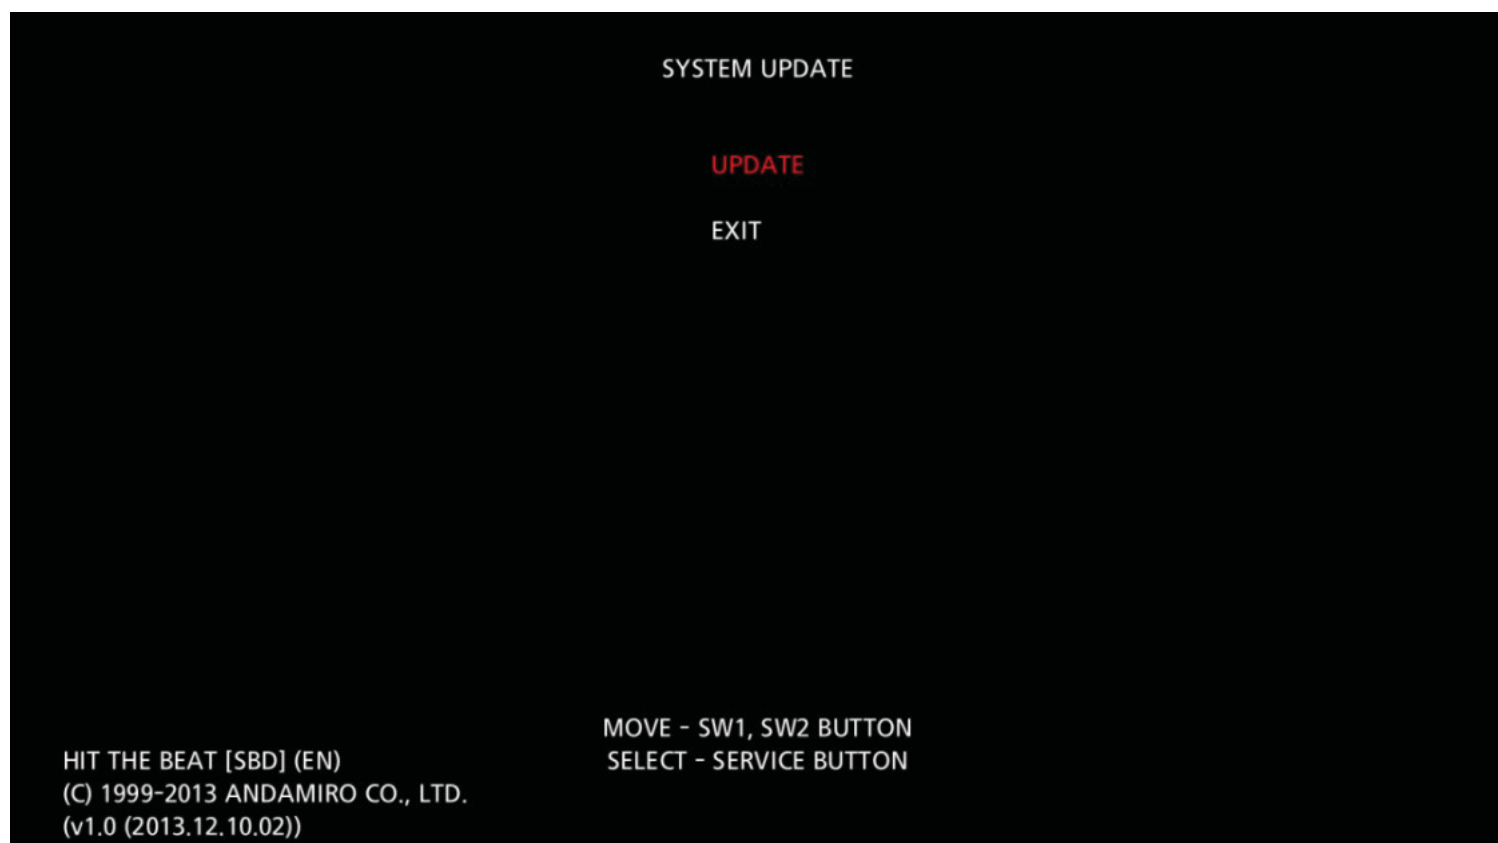 SYSTEM UPDATE
UPDATE
EXIT
MOVE - SW1, SW2 BUTTON
SELECT - SERVICE BUTTON
HIT THE BEAT [SBD] (EN)
(C) 1999-2013 ANDAMIRO CO., LTD.
(v1.0 (2013.12.10.02))